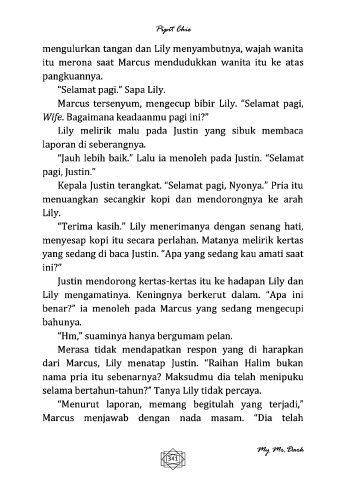 Pipit Chie
mengulurkan tangan dan Lily menyambutnya, wajah wanita
itu merona saat Marcus mendudukkan wanita itu ke atas
pangkuannya.
“Selamat pagi.” Sapa Lily.
Marcus tersenyum, mengecup bibir Lily. “Selamat pagi,
Wife. Bagaimana keadaanmu pagi ini?”
Lily melirik malu pada Justin yang sibuk membaca
laporan di seberangnya.
“Jauh lebih baik.” Lalu ia menoleh pada Justin. “Selamat
pagi, Justin.”
Kepala Justin terangkat. “Selamat pagi, Nyonya.” Pria itu
menuangkan secangkir kopi dan mendorongnya ke arah
Lily.
“Terima kasih.” Lily menerimanya dengan senang hati,
menyesap kopi itu secara perlahan. Matanya melirik kertas
yang sedang di baca Justin. “Apa yang sedang kau amati saat
ini?”
Justin mendorong kertas-kertas itu ke hadapan Lily dan
Lily mengamatinya. Keningnya berkerut dalam. “Apa ini
benar?” ia menoleh pada Marcus yang sedang mengecupi
bahunya.
“Hm,” suaminya hanya bergumam pelan.
Merasa tidak mendapatkan respon yang di harapkan
dari Marcus, Lily menatap Justin. “Raihan Halim bukan
nama pria itu sebenarnya? Maksudmu dia telah menipuku
selama bertahun-tahun?” Tanya Lily tidak percaya.
“Menurut laporan, memang begitulah yang terjadi,”
Marcus menjawab dengan nada masam. “Dia telah
341
My Mr. Dark